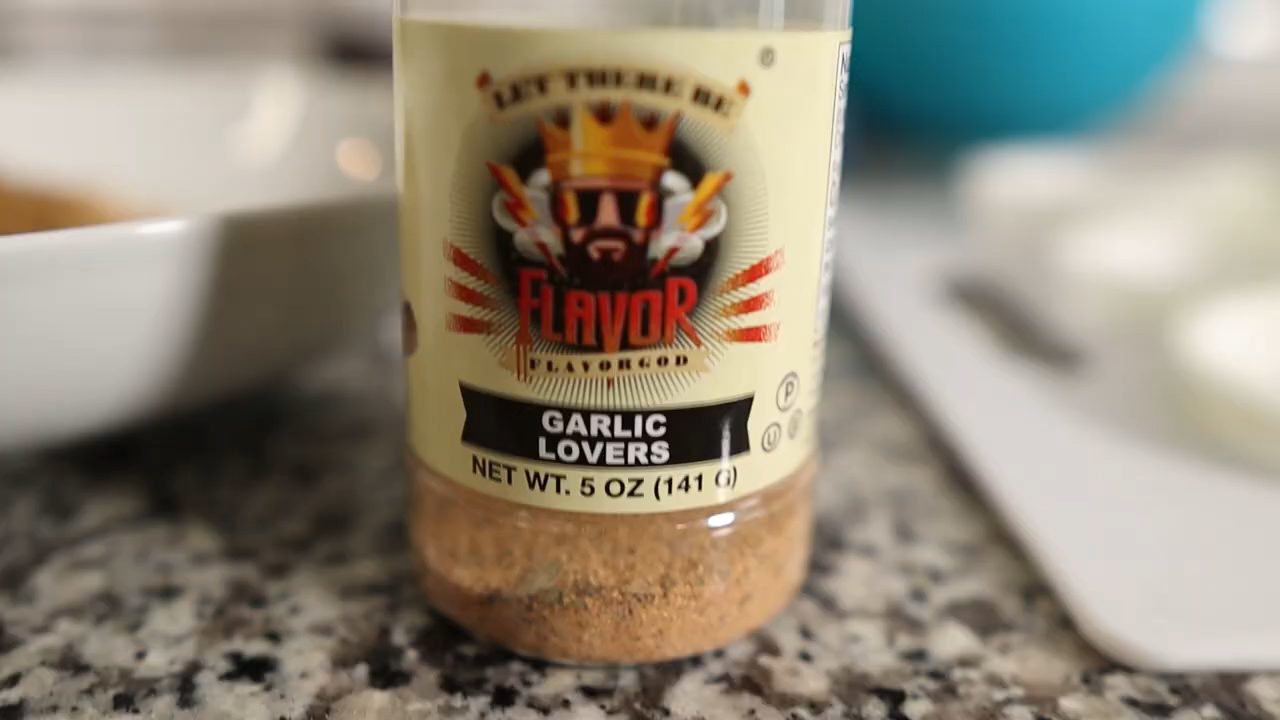 LET THERE BE
FLAVOR
FLAVORGOD
GARLIC
LOVERS
NET WT. 5 OZ (141 G)
P
U